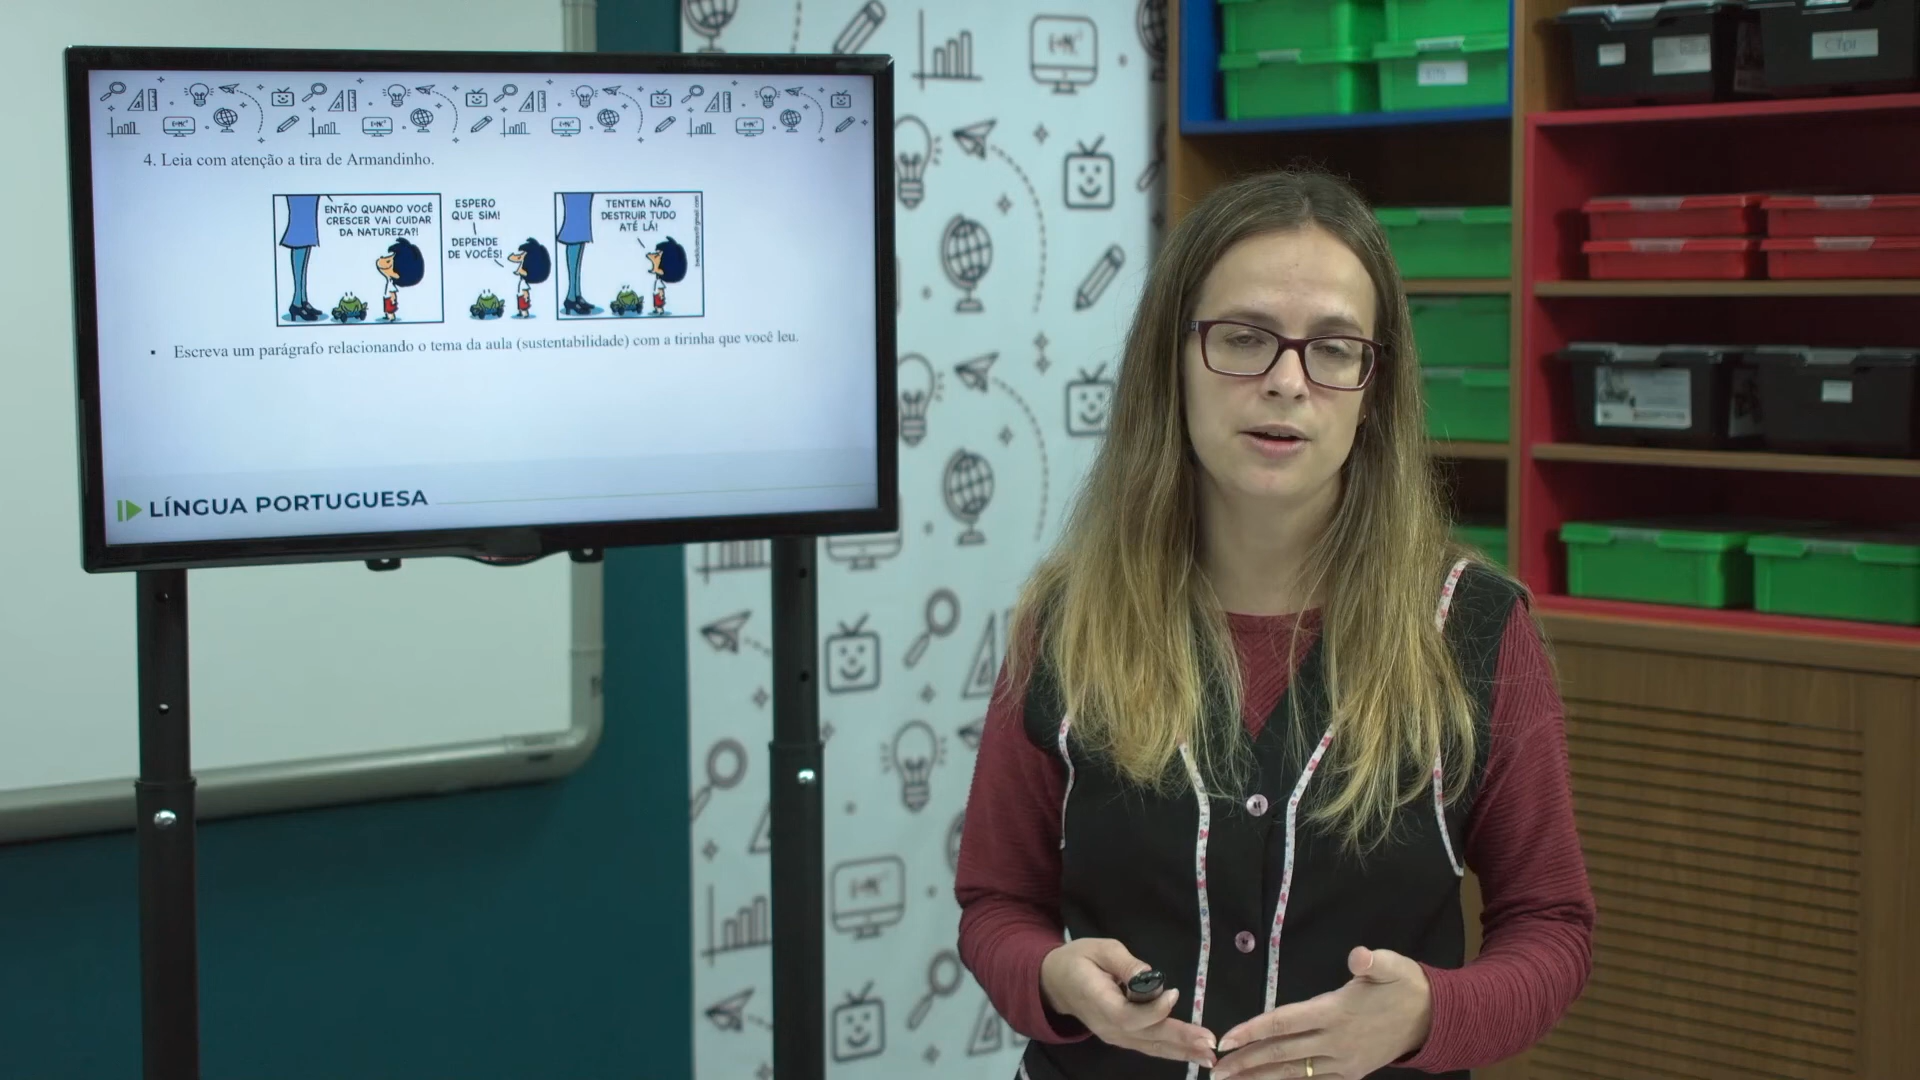 4. Leia com atenção a tira de Armandinho.
ENTÃO QUANDO VOCÊ
CRESCER VAI CUIDAR
DA NATUREZA?!
ESPERO
QUE SIM!
DEPENDE
DE VOCÊS!
TENTEM NÃO
DESTRUIR TUDO
ATÉ LÁ!
▪ Escreva um parágrafo relacionando o tema da aula (sustentabilidade) com a tirinha que você leu.
LÍNGUA PORTUGUESA